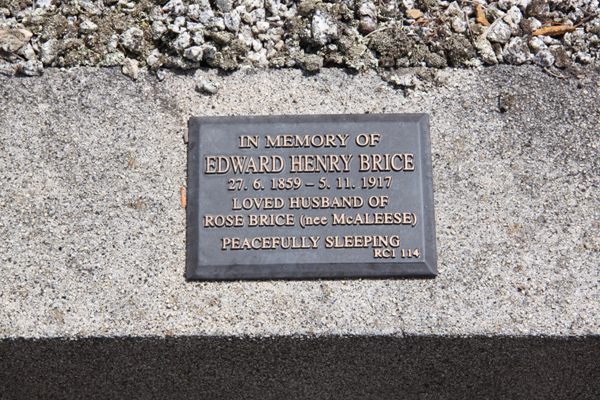 IN MEMORY OF
EDWARD HENRY BRICE
27. 6. 1859 – 5. 11. 1917
LOVED HUSBAND OF
ROSE BRICE (nee McALEESE)
PEACEFULLY SLEEPING
RC1 114